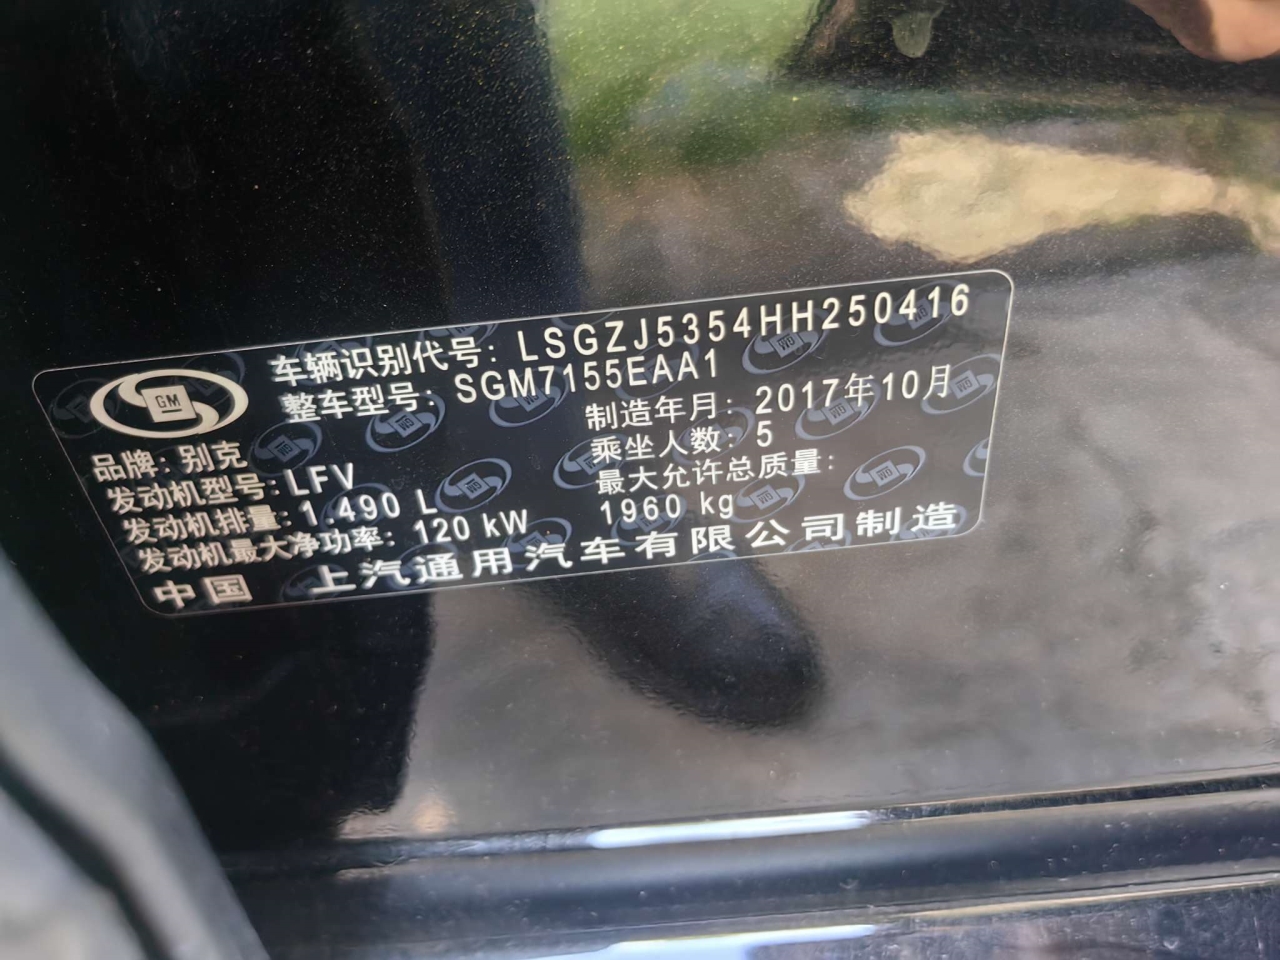 车辆识别代号：LSGZJ5354HH250416
整车型号：SGM7155EAA1
制造年月：2017年10月
品牌：别克
乘坐人数：5
发动机型号：LFV
最大允许总质量：
发动机排量：1.490 L
1960 kg
发动机最大净功率：120 kW
中国 上汽通用汽车有限公司制造
GM